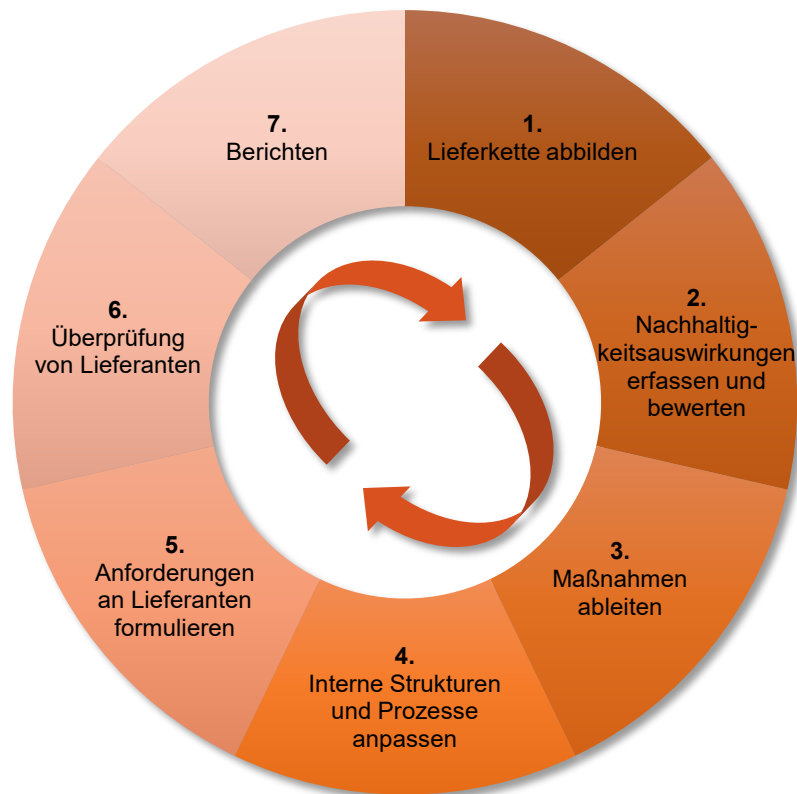 1.
Lieferkette abbilden
2.
Nachhaltig-
keitsauswirkungen
erfassen und
bewerten
3.
Maßnahmen
ableiten
4.
Interne Strukturen
und Prozesse
anpassen
5.
Anforderungen
an Lieferanten
formulieren
6.
Überprüfung
von Lieferanten
7.
Berichten